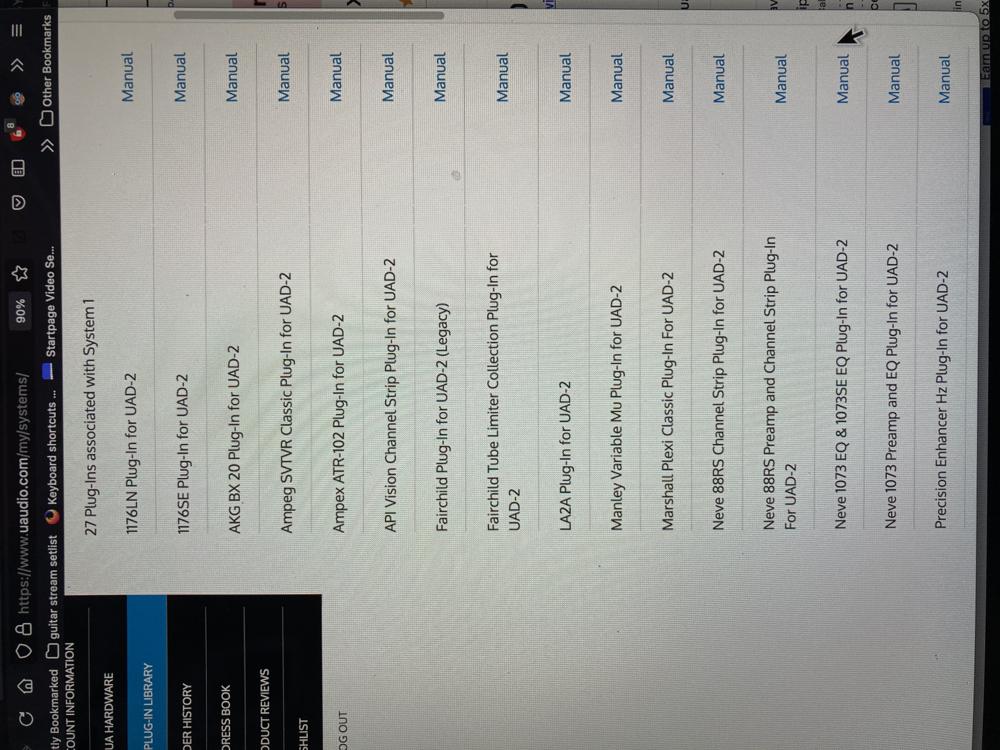 90%
https://www.uaudio.com/my/systems/
8
tly Bookmarked
guitar stream setlist
Keyboard shortcuts ...
Startpage Video Se...
Other Bookmarks
OUNT INFORMATION
UA HARDWARE
PLUG-IN LIBRARY
DER HISTORY
DRESS BOOK
DUCT REVIEWS
SHLIST
OG OUT
27 Plug-Ins associated with System 1
1176LN Plug-In for UAD-2 Manual
1176SE Plug-In for UAD-2 Manual
AKG BX 20 Plug-In for UAD-2 Manual
Ampeg SVTVR Classic Plug-In for UAD-2 Manual
Ampex ATR-102 Plug-In for UAD-2 Manual
API Vision Channel Strip Plug-In for UAD-2 Manual
Fairchild Plug-In for UAD-2 (Legacy) Manual
Fairchild Tube Limiter Collection Plug-In for Manual
UAD-2
LA2A Plug-In for UAD-2 Manual
Manley Variable Mu Plug-In for UAD-2 Manual
Marshall Plexi Classic Plug-In For UAD-2 Manual
Neve 88RS Channel Strip Plug-In for UAD-2 Manual
Neve 88RS Preamp and Channel Strip Plug-In Manual
For UAD-2
Neve 1073 EQ & 1073SE EQ Plug-In for UAD-2 Manual
Neve 1073 Preamp and EQ Plug-In for UAD-2 Manual
Precision Enhancer Hz Plug-In for UAD-2 Manual
Earn up to 5x